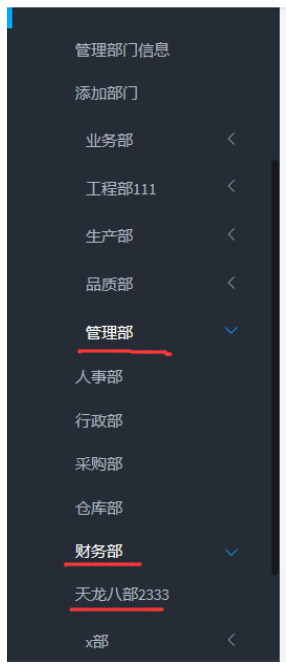 管理部门信息
添加部门
业务部
工程部111
生产部
品质部
管理部
人事部
行政部
采购部
仓库部
财务部
天龙八部2333
x部